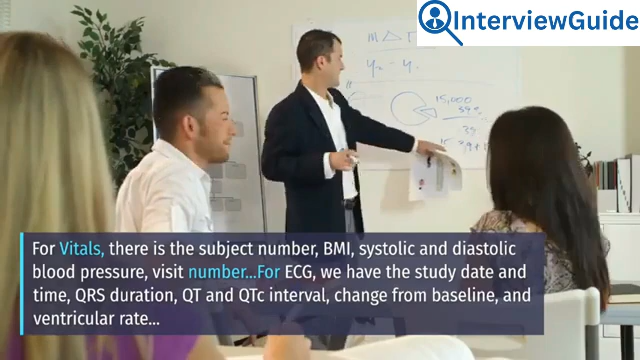 InterviewGuide
M Δ
15,000
39
For Vitals, there is the subject number, BMI, systolic and diastolic
blood pressure, visit number...For ECG, we have the study date and
time, QRS duration, QT and QTc interval, change from baseline, and
ventricular rate...